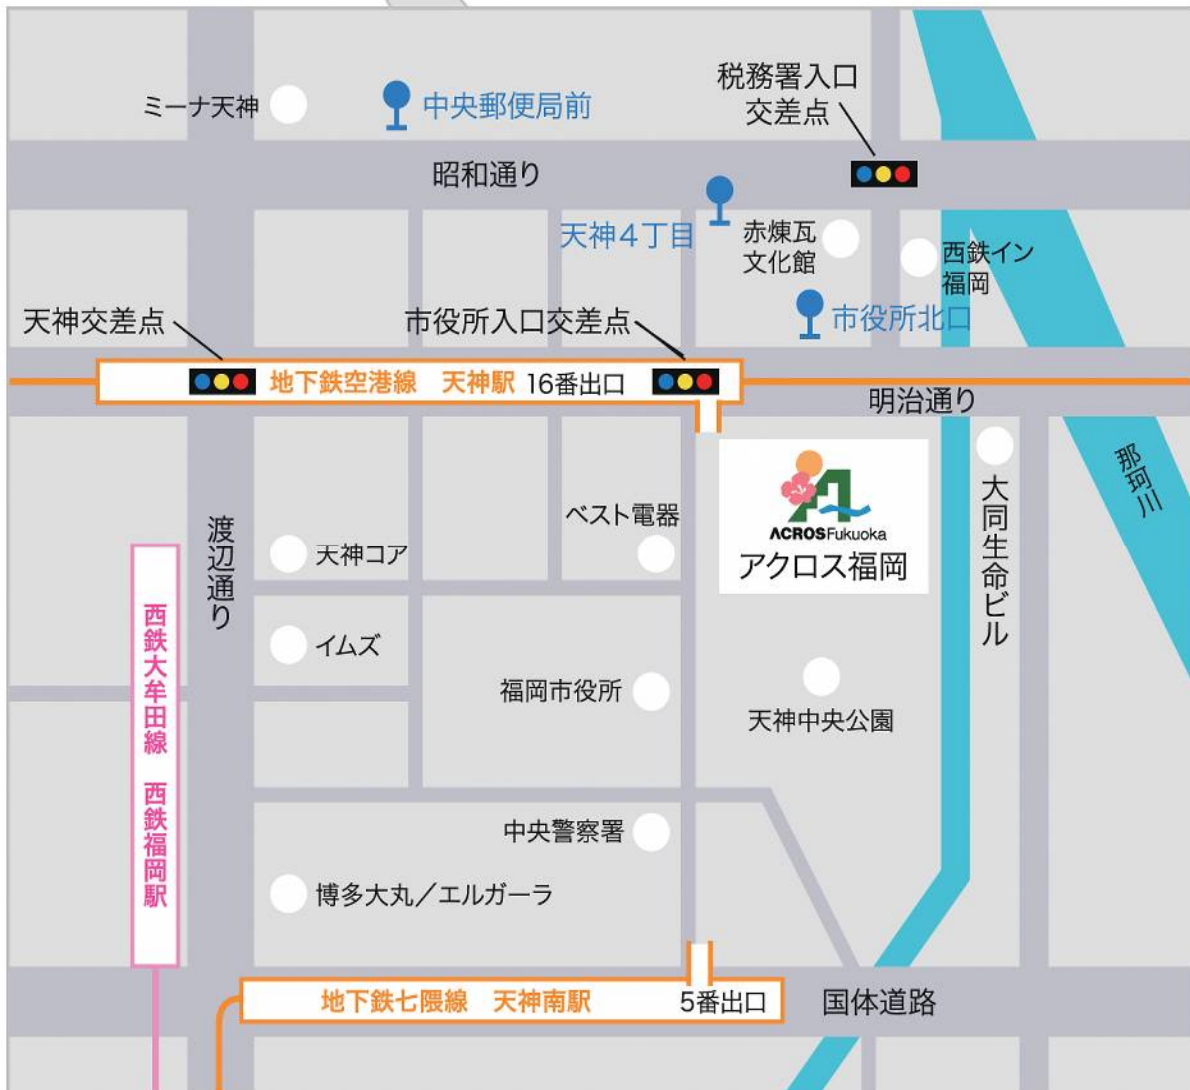 ミーナ天神
中央郵便局前
税務署入口
交差点
昭和通り
天神4丁目
赤煉瓦
文化館
西鉄イン
福岡
市役所北口
天神交差点
市役所入口交差点
地下鉄空港線　天神駅 16番出口
明治通り
那珂川
渡辺通り
天神コア
ベスト電器
ACROS Fukuoka
アクロス福岡
大同生命ビル
西鉄大牟田線　西鉄福岡駅
イムズ
福岡市役所
天神中央公園
中央警察署
博多大丸／エルガーラ
地下鉄七隈線　天神南駅
5番出口
国体道路